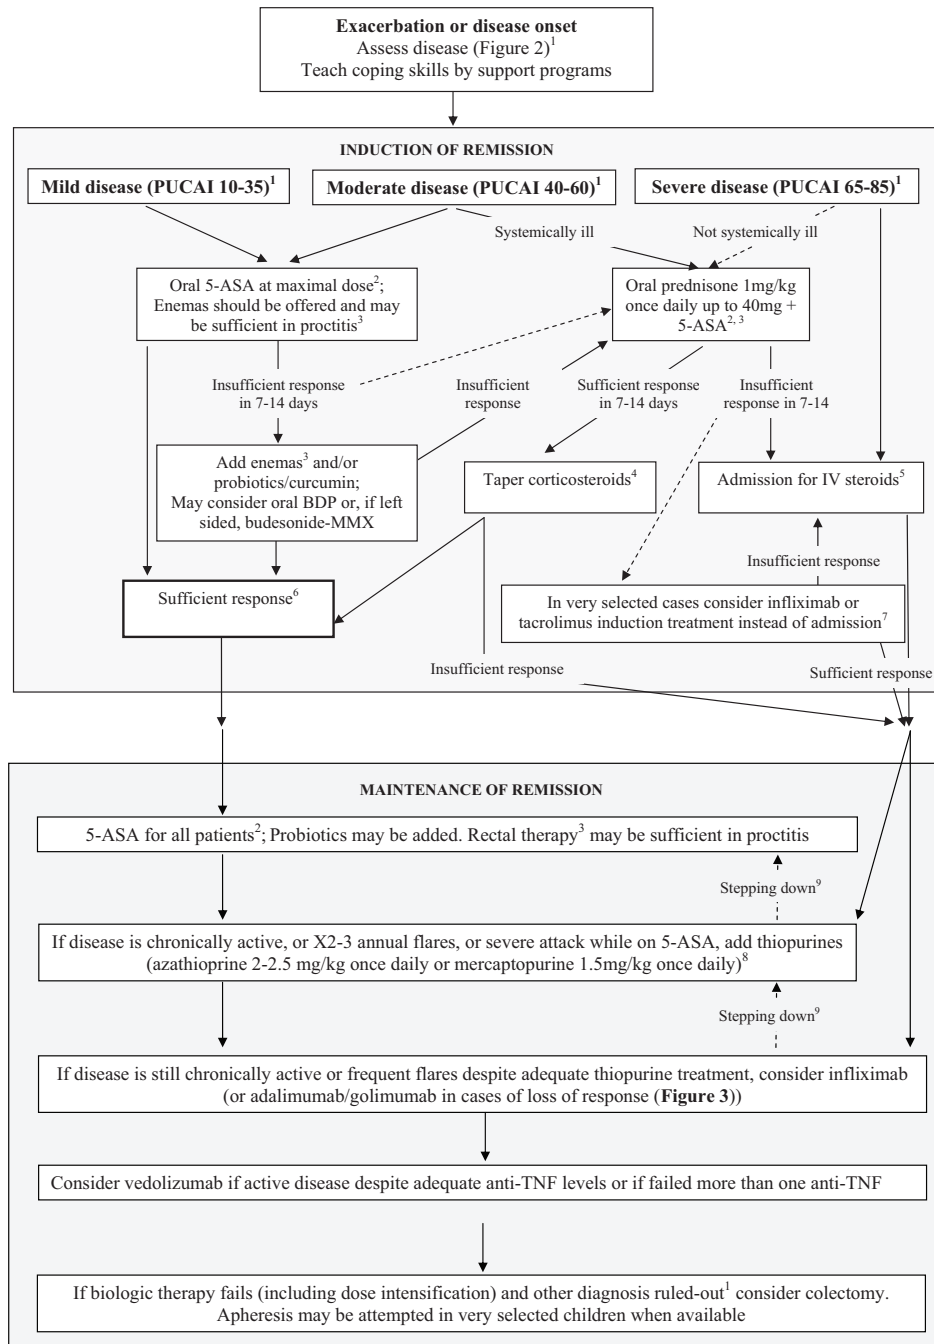 Exacerbation or disease onset
Assess disease (Figure 2)1
Teach coping skills by support programs
INDUCTION OF REMISSION
Mild disease (PUCAI 10-35)1
Moderate disease (PUCAI 40-60)1
Severe disease (PUCAI 65-85)1
Systemically ill
Not systemically ill
Oral 5-ASA at maximal dose2;
Enemas should be offered and may
be sufficient in proctitis3
Oral prednisone 1mg/kg
once daily up to 40mg +
5-ASA2, 3
Insufficient response
in 7-14 days
Insufficient
response
Sufficient response
in 7-14 days
Insufficient
response in 7-14
Add enemas3 and/or
probiotics/curcumin;
May consider oral BDP or, if left
sided, budesonide-MMX
Taper corticosteroids4
Admission for IV steroids5
Insufficient response
Sufficient response6
In very selected cases consider infliximab or
tacrolimus induction treatment instead of admission7
Insufficient response
Sufficient response
MAINTENANCE OF REMISSION
5-ASA for all patients2; Probiotics may be added. Rectal therapy3 may be sufficient in proctitis
Stepping down9
If disease is chronically active, or X2-3 annual flares, or severe attack while on 5-ASA, add thiopurines
(azathioprine 2-2.5 mg/kg once daily or mercaptopurine 1.5mg/kg once daily)8
Stepping down9
If disease is still chronically active or frequent flares despite adequate thiopurine treatment, consider infliximab
(or adalimumab/golimumab in cases of loss of response (Figure 3))
Consider vedolizumab if active disease despite adequate anti-TNF levels or if failed more than one anti-TNF
If biologic therapy fails (including dose intensification) and other diagnosis ruled-out1 consider colectomy.
Apheresis may be attempted in very selected children when available